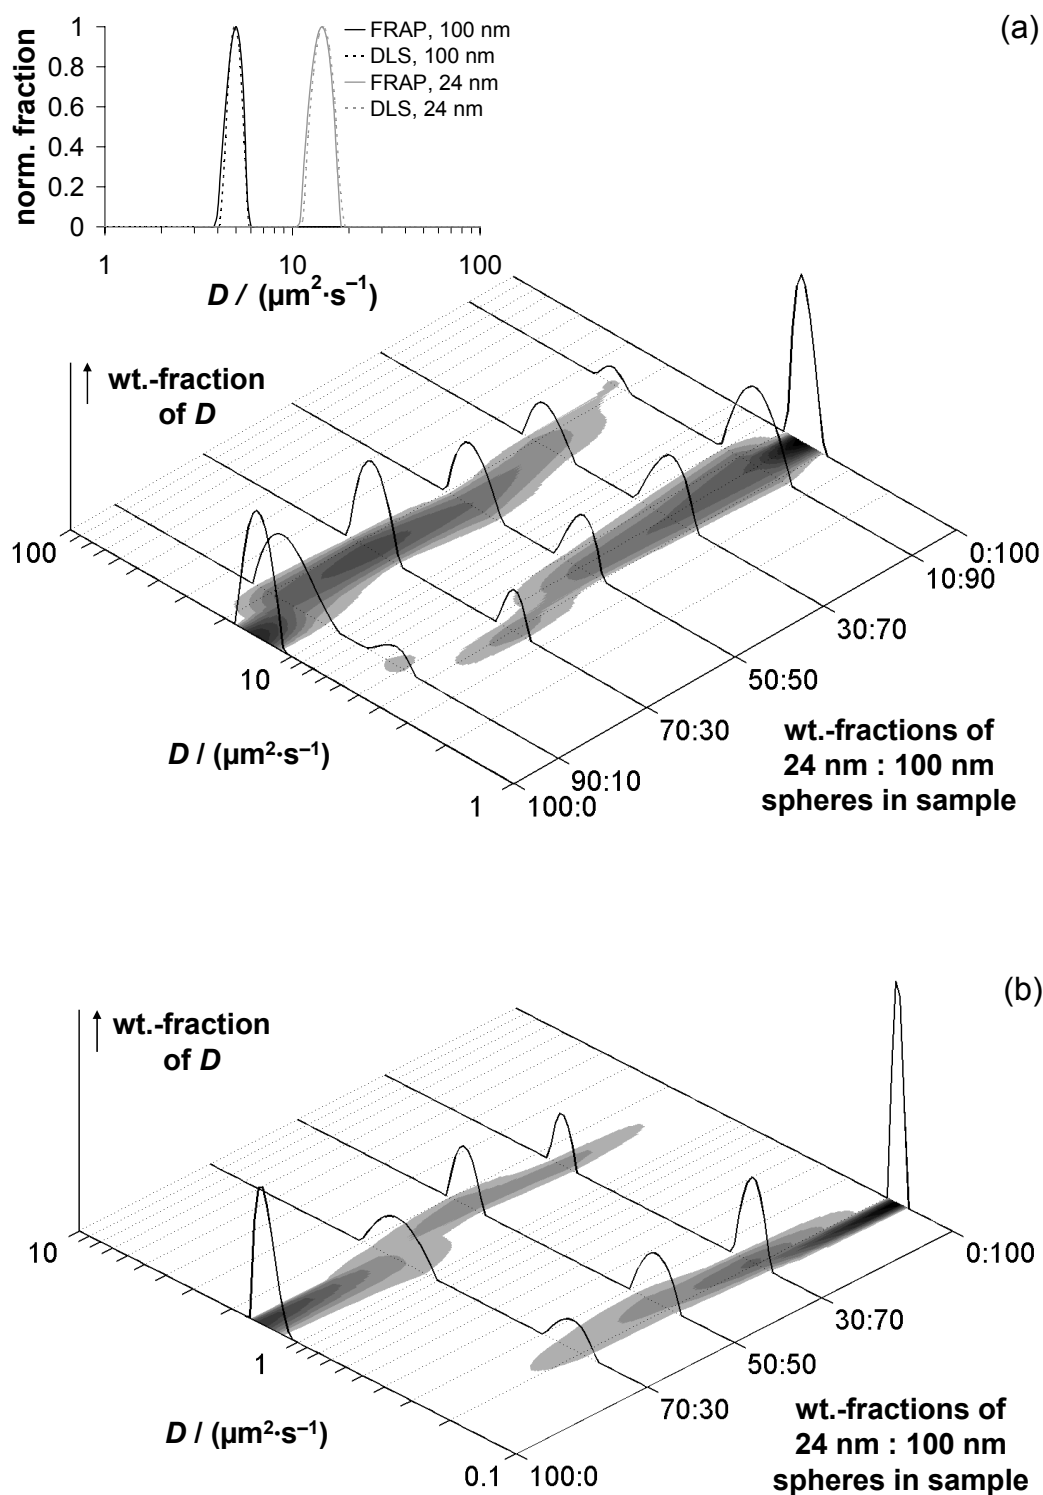 (a)
norm. fraction
1
0.8
0.6
0.4
0.2
0
FRAP, 100 nm
DLS, 100 nm
FRAP, 24 nm
DLS, 24 nm
1 10 100
D / (µm²·s⁻¹)
wt.-fraction
of D
100
10
1
D / (µm²·s⁻¹)
0:100
10:90
30:70
50:50
70:30
90:10
100:0
wt.-fractions of
24 nm : 100 nm
spheres in sample
(b)
wt.-fraction
of D
10
1
0.1
D / (µm²·s⁻¹)
0:100
30:70
50:50
70:30
100:0
wt.-fractions of
24 nm : 100 nm
spheres in sample